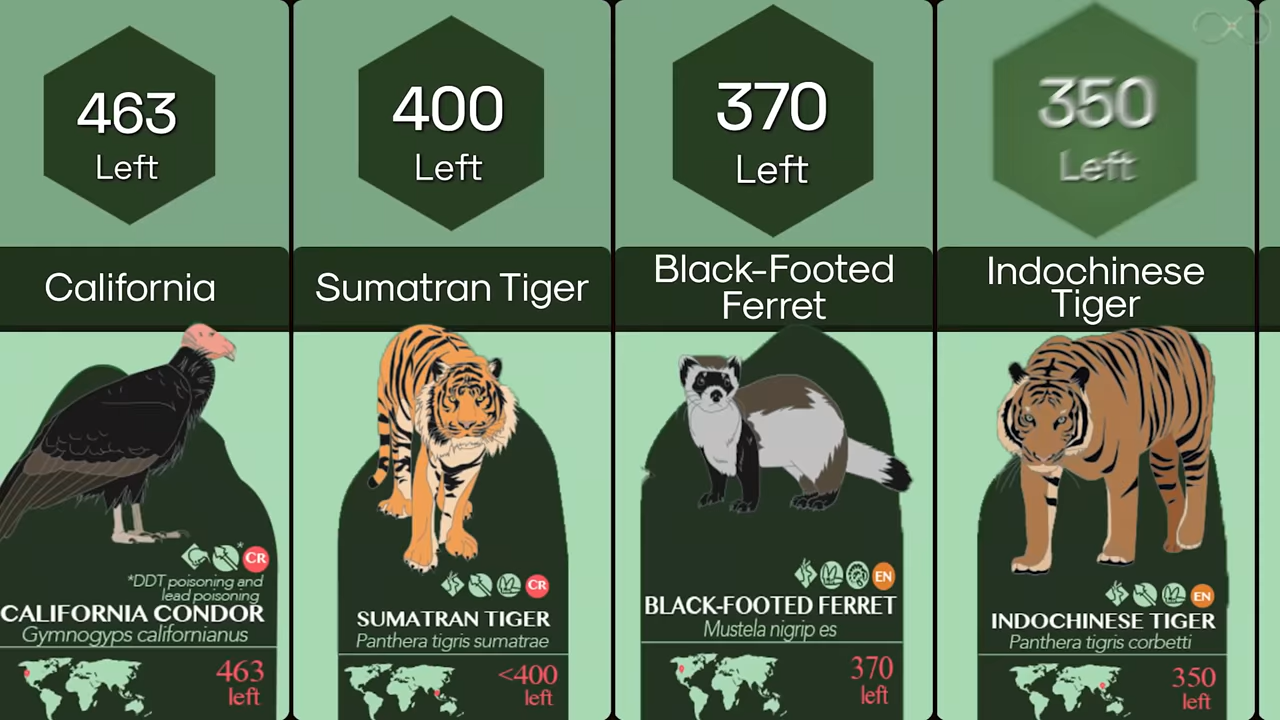 463
Left
California
*
CR
*DDT poisoning and
lead poisoning
CALIFORNIA CONDOR
Gymnogyps californianus
463
left
400
Left
Sumatran Tiger
CR
SUMATRAN TIGER
Panthera tigris sumatrae
<400
left
370
Left
Black-Footed
Ferret
EN
BLACK-FOOTED FERRET
Mustela nigrip es
370
left
350
Left
Indochinese
Tiger
EN
INDOCHINESE TIGER
Panthera tigris corbetti
350
left